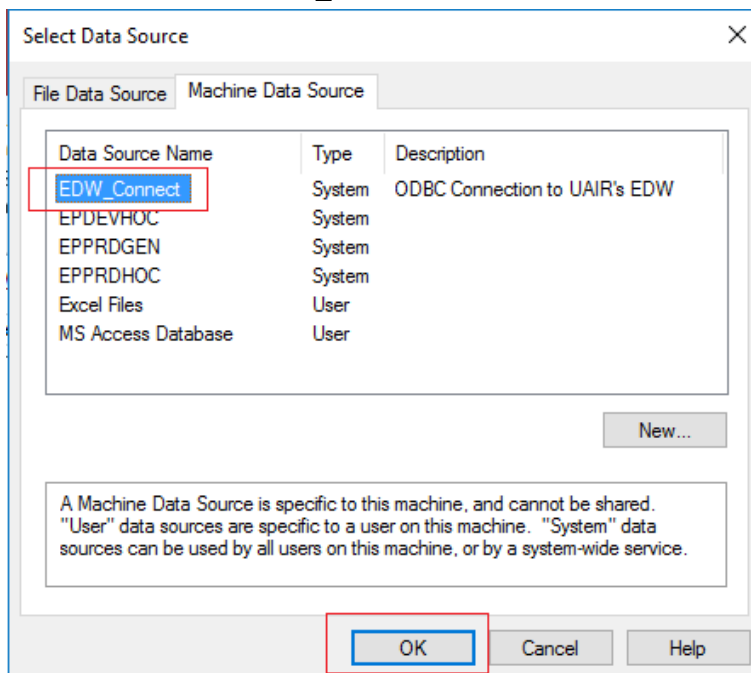 Select Data Source
File Data Source Machine Data Source
Data Source Name Type Description
EDW_Connect System ODBC Connection to UAIR's EDW
EPDEVHOC System
EPPRDGEN System
EPPRDHOC System
Excel Files User
MS Access Database User
New...
A Machine Data Source is specific to this machine, and cannot be shared.
"User" data sources are specific to a user on this machine. "System" data
sources can be used by all users on this machine, or by a system-wide service.
OK Cancel Help